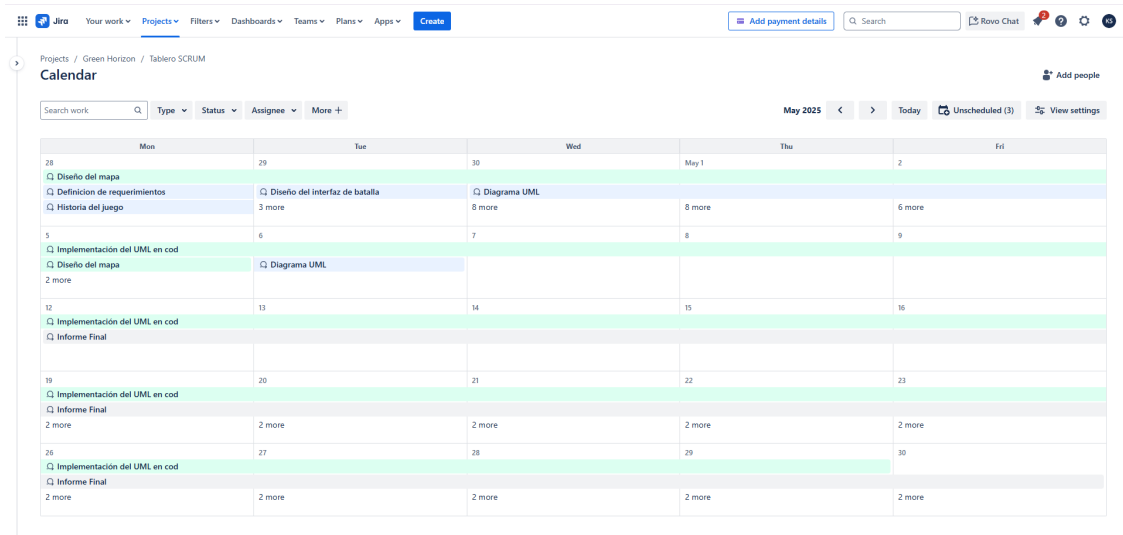 Jira Your work Projects Filters Dashboards Teams Plans Apps Create Add payment details Search Rovo Chat 2 KS
Projects / Green Horizon / Tablero SCRUM
Calendar Add people
Search work Type Status Assignee More + May 2025 Today Unscheduled (3) View settings
Mon Tue Wed Thu Fri
28 29 30 May 1 2
Diseño del mapa
Definicion de requerimientos Diseño del interfaz de batalla Diagrama UML
Historia del juego 3 more 8 more 8 more 6 more
5 6 7 8 9
Implementación del UML en cod
Diseño del mapa Diagrama UML
2 more
12 13 14 15 16
Implementación del UML en cod
Informe Final
19 20 21 22 23
Implementación del UML en cod
Informe Final
2 more 2 more 2 more 2 more 2 more
26 27 28 29 30
Implementación del UML en cod
Informe Final
2 more 2 more 2 more 2 more 2 more